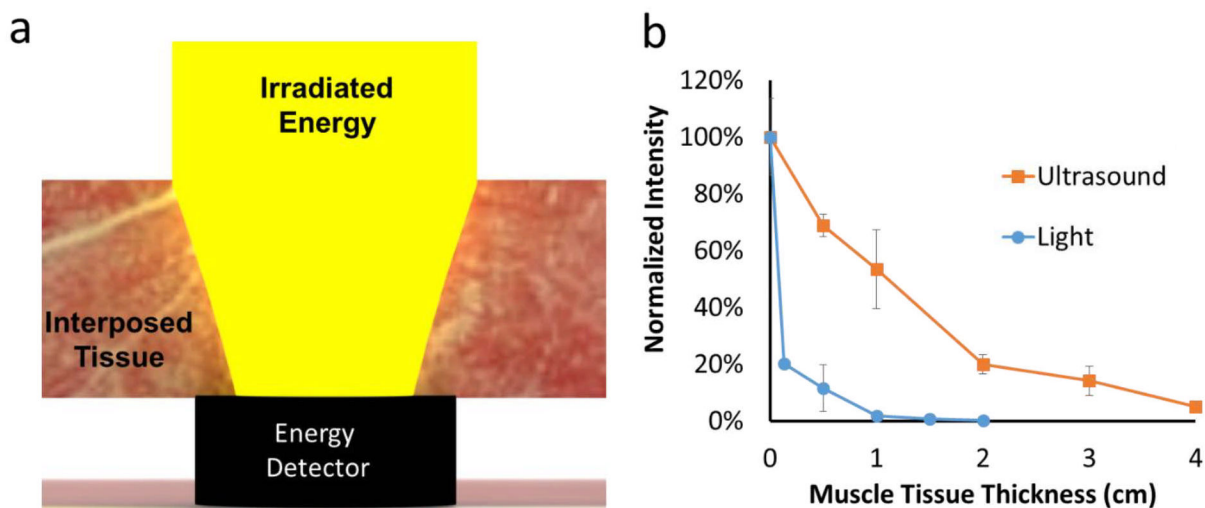 a
Irradiated
Energy
Interposed
Tissue
Energy
Detector
b
120%
100%
80%
60%
40%
20%
0%
Normalized Intensity
Ultrasound
Light
0 1 2 3 4
Muscle Tissue Thickness (cm)